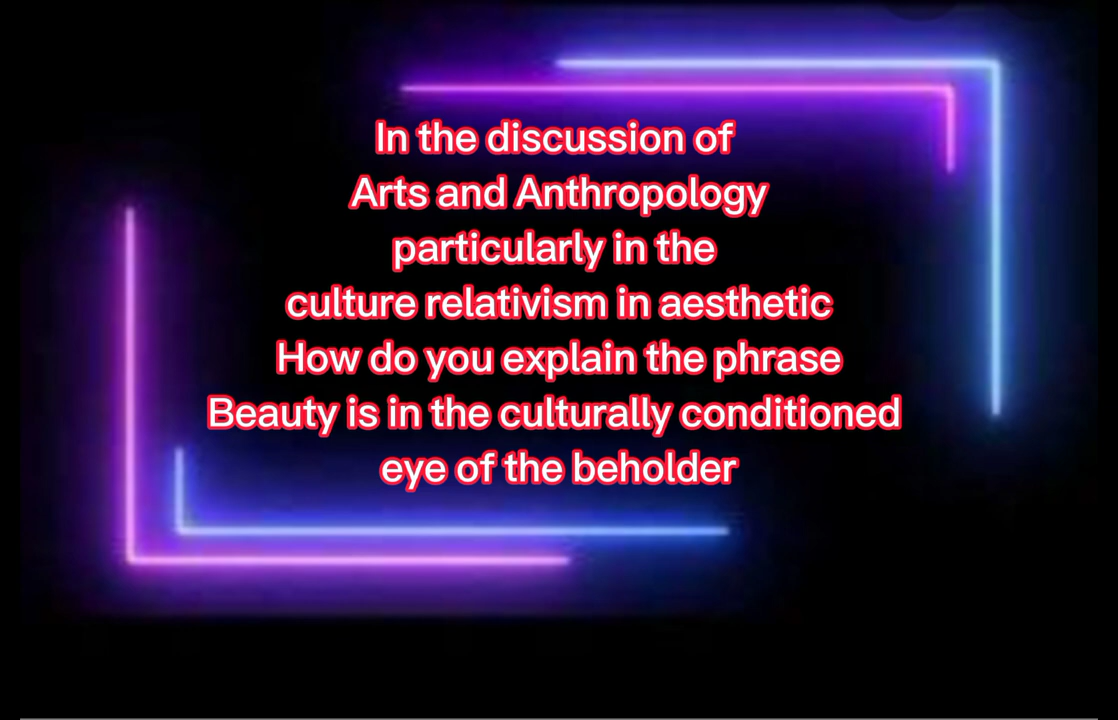 In the discussion of
Arts and Anthropology
particularly in the
culture relativism in aesthetic
How do you explain the phrase
Beauty is in the culturally conditioned
eye of the beholder